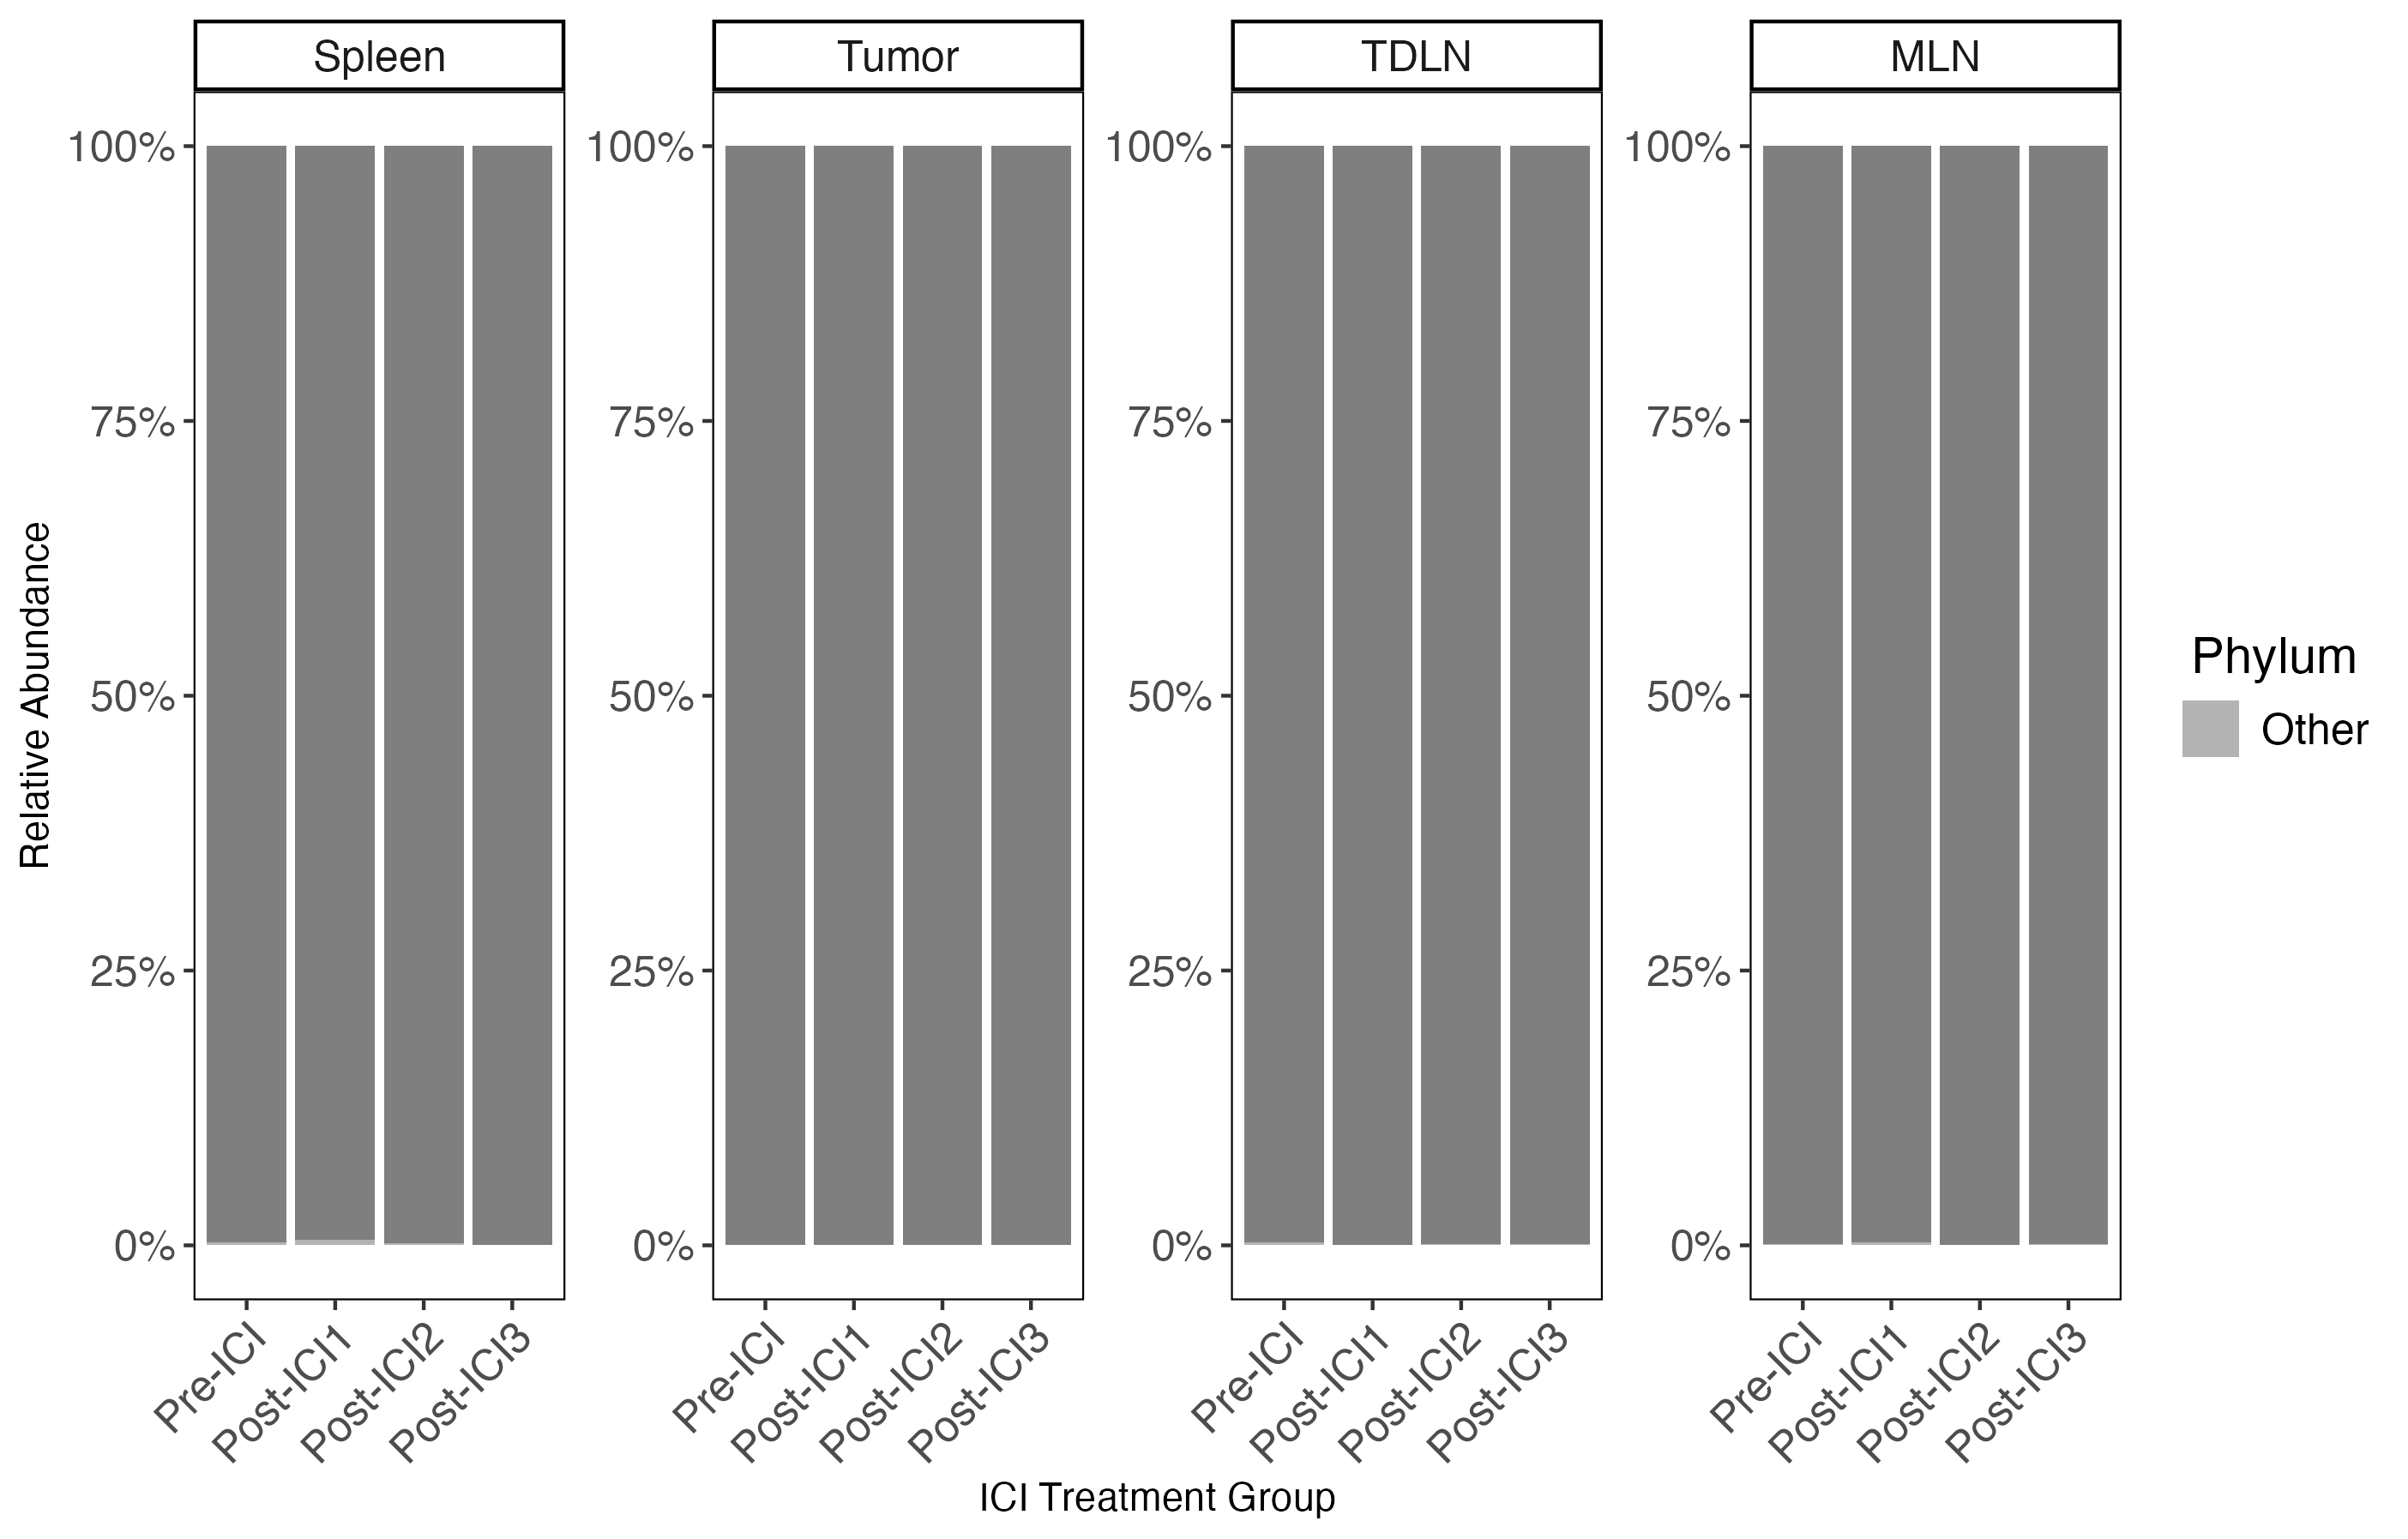 Spleen
Tumor
TDLN
MLN
100%
75%
50%
25%
0%
100%
75%
50%
25%
0%
100%
75%
50%
25%
0%
100%
75%
50%
25%
0%
Relative Abundance
Pre-ICI
Post-ICI1
Post-ICI2
Post-ICI3
Pre-ICI
Post-ICI1
Post-ICI2
Post-ICI3
Pre-ICI
Post-ICI1
Post-ICI2
Post-ICI3
Pre-ICI
Post-ICI1
Post-ICI2
Post-ICI3
ICI Treatment Group
Phylum
Other